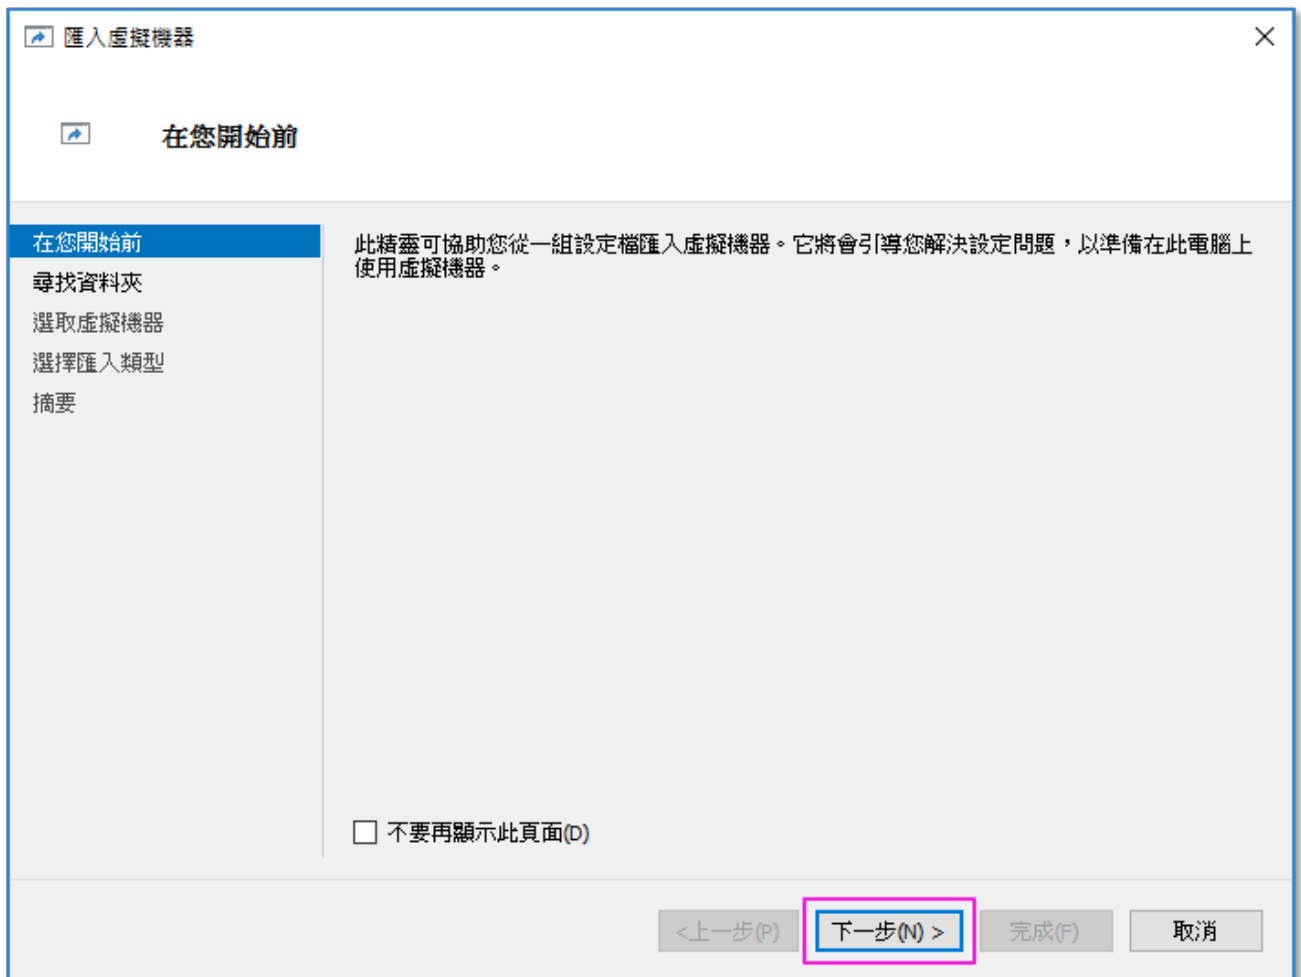 匯入虛擬機器
在您開始前
在您開始前
尋找資料夾
選取虛擬機器
選擇匯入類型
摘要
此精靈可協助您從一組設定檔匯入虛擬機器。它將會引導您解決設定問題，以準備在此電腦上
使用虛擬機器。
不要再顯示此頁面(D)
<上一步(P)
下一步(N) >
完成(F)
取消